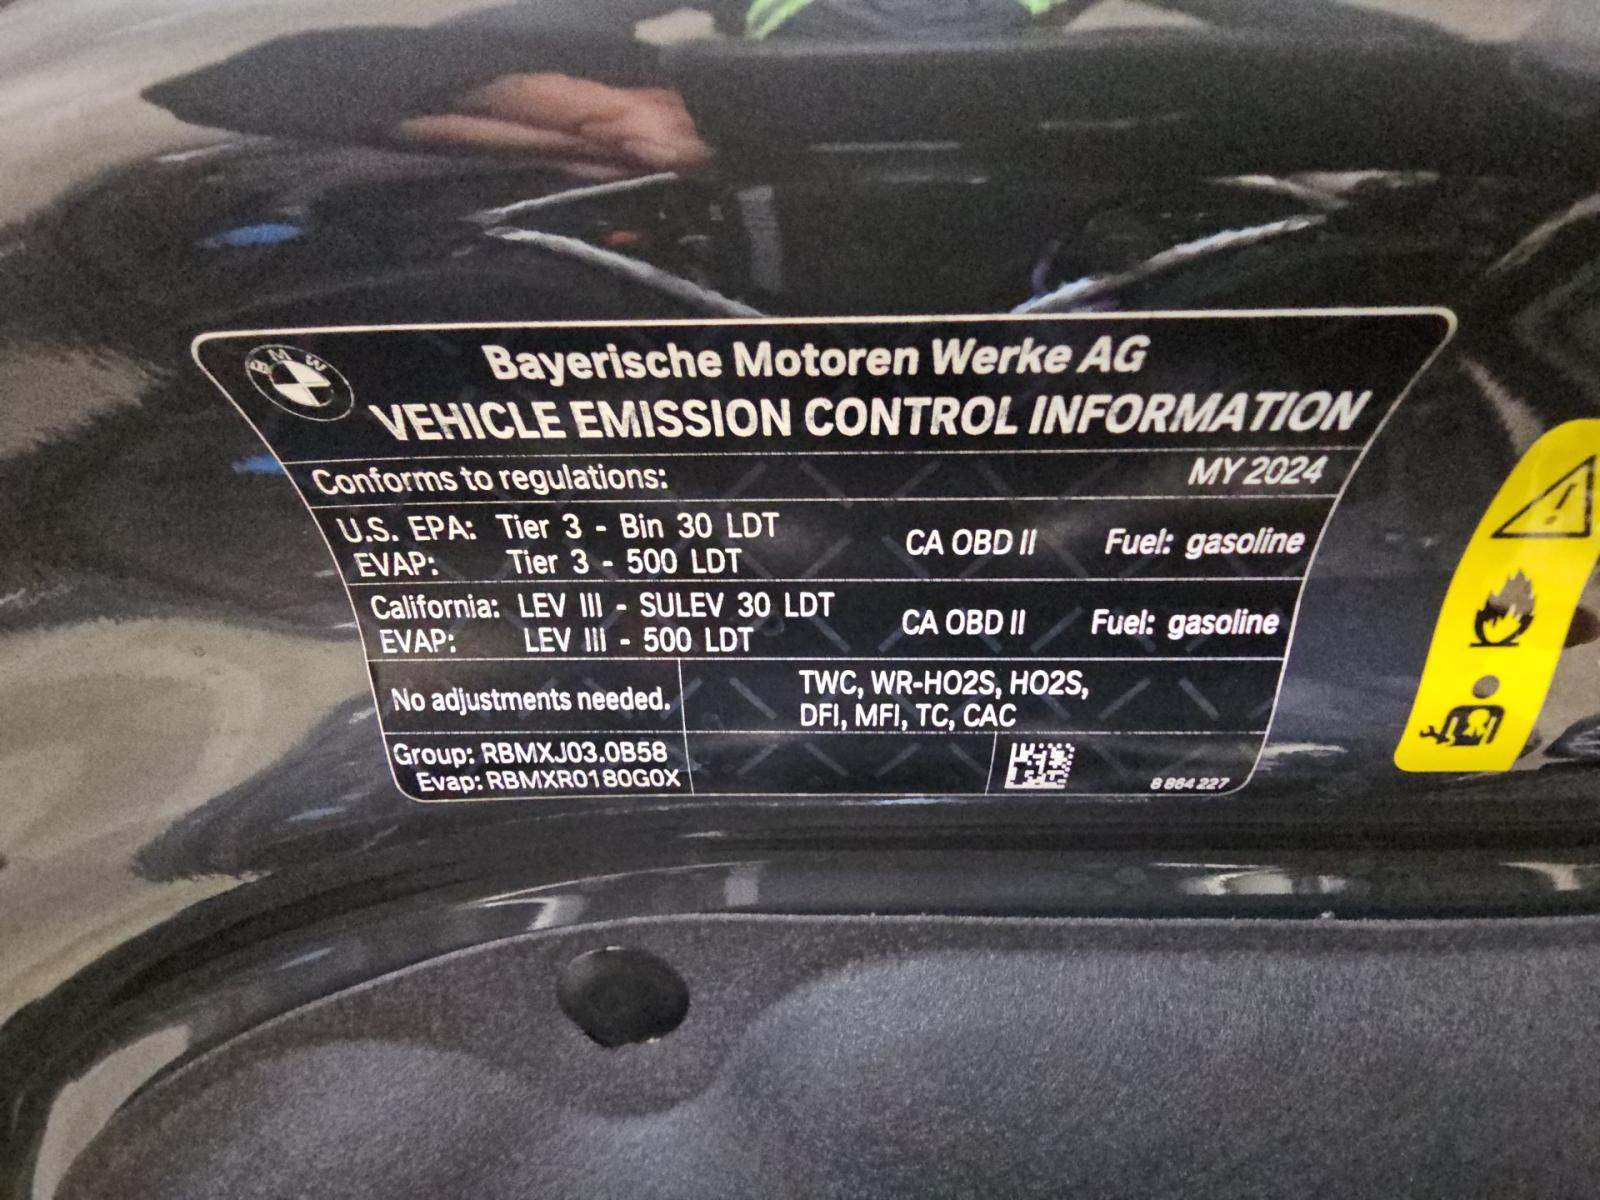 BMW
Bayerische Motoren Werke AG
VEHICLE EMISSION CONTROL INFORMATION
Conforms to regulations: MY 2024
U.S. EPA: Tier 3 - Bin 30 LDT
EVAP: Tier 3 - 500 LDT
CA OBD II Fuel: gasoline
California: LEV III - SULEV 30 LDT
EVAP: LEV III - 500 LDT
CA OBD II Fuel: gasoline
No adjustments needed.
TWC, WR-HO2S, HO2S,
DFI, MFI, TC, CAC
Group: RBMXJ03.0B58
Evap: RBMXR0180G0X
8 864 227